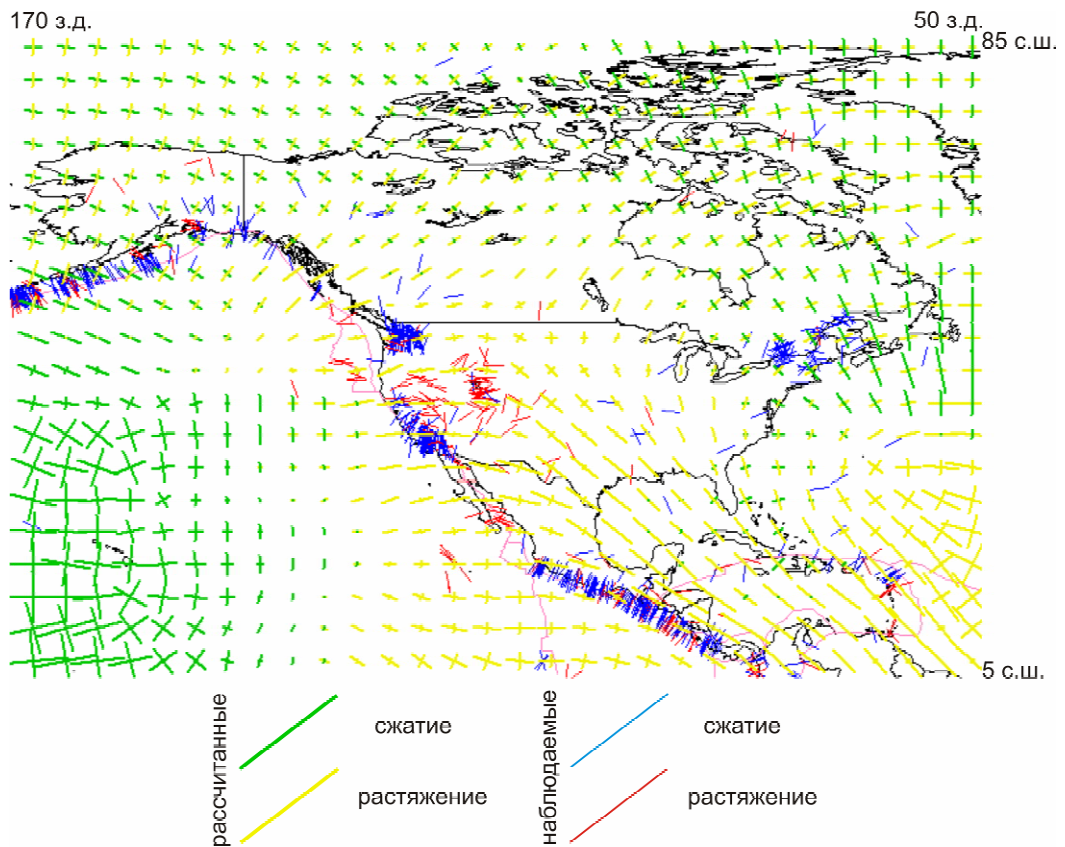 170 з.д.
50 з.д.
85 с.ш.
5 с.ш.
рассчитанные
сжатие
растяжение
наблюдаемые
сжатие
растяжение